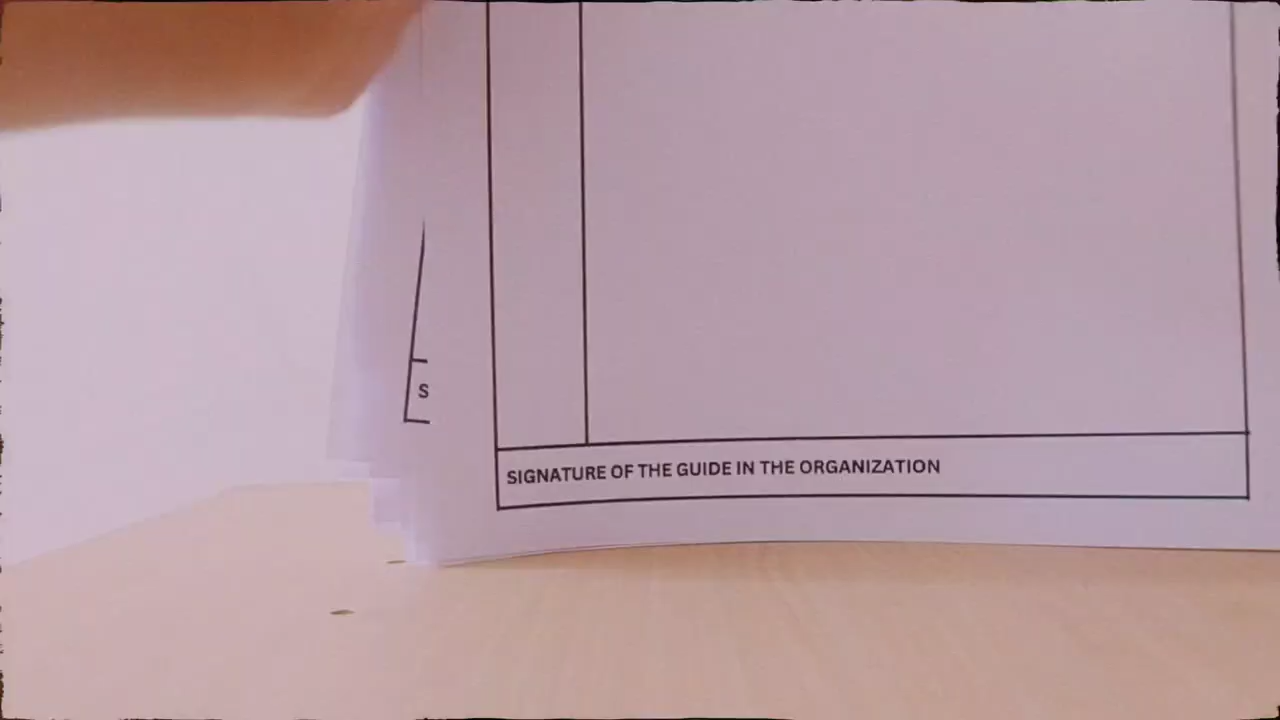 S
SIGNATURE OF THE GUIDE IN THE ORGANIZATION